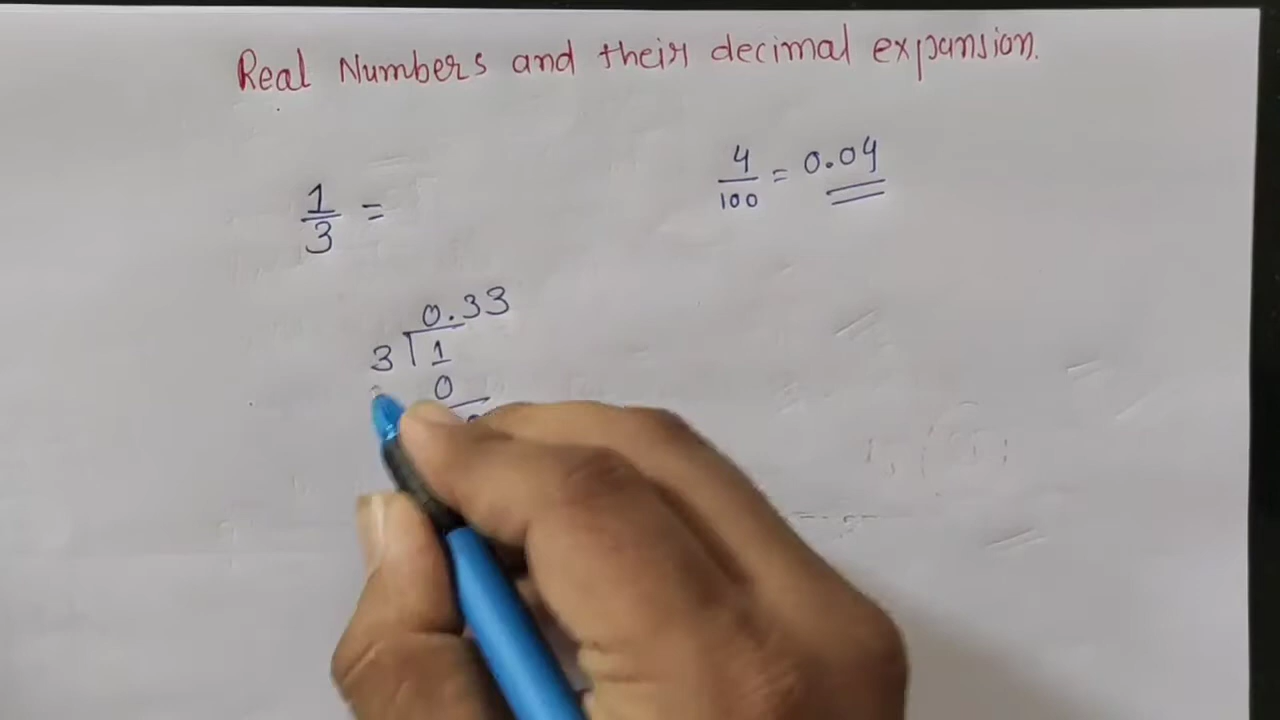 Real Numbers and their decimal expansion.
1/3 =
4/100 = 0.04
0.33
3 1
0